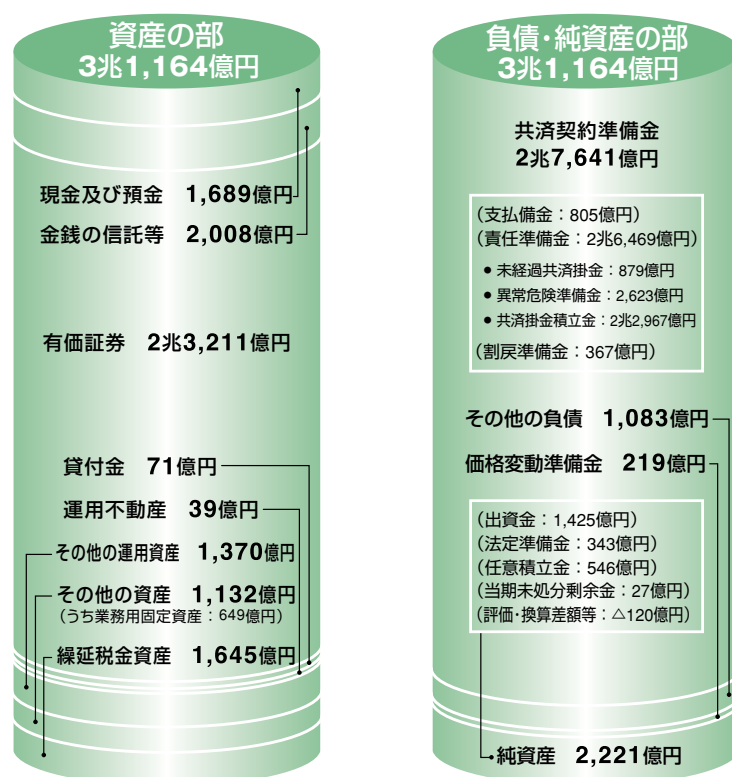 資産の部
3兆1,164億円
現金及び預金 1,689億円
金銭の信託等 2,008億円
有価証券 2兆3,211億円
貸付金 71億円
運用不動産 39億円
その他の運用資産 1,370億円
その他の資産 1,132億円
(うち業務用固定資産：649億円)
繰延税金資産 1,645億円
負債・純資産の部
3兆1,164億円
共済契約準備金
2兆7,641億円
(支払備金：805億円)
(責任準備金：2兆6,469億円)
● 未経過共済掛金：879億円
● 異常危険準備金：2,623億円
● 共済掛金積立金：2兆2,967億円
(割戻準備金：367億円)
その他の負債 1,083億円
価格変動準備金 219億円
(出資金：1,425億円)
(法定準備金：343億円)
(任意積立金：546億円)
(当期未処分剰余金：27億円)
(評価・換算差額等：△120億円)
純資産 2,221億円